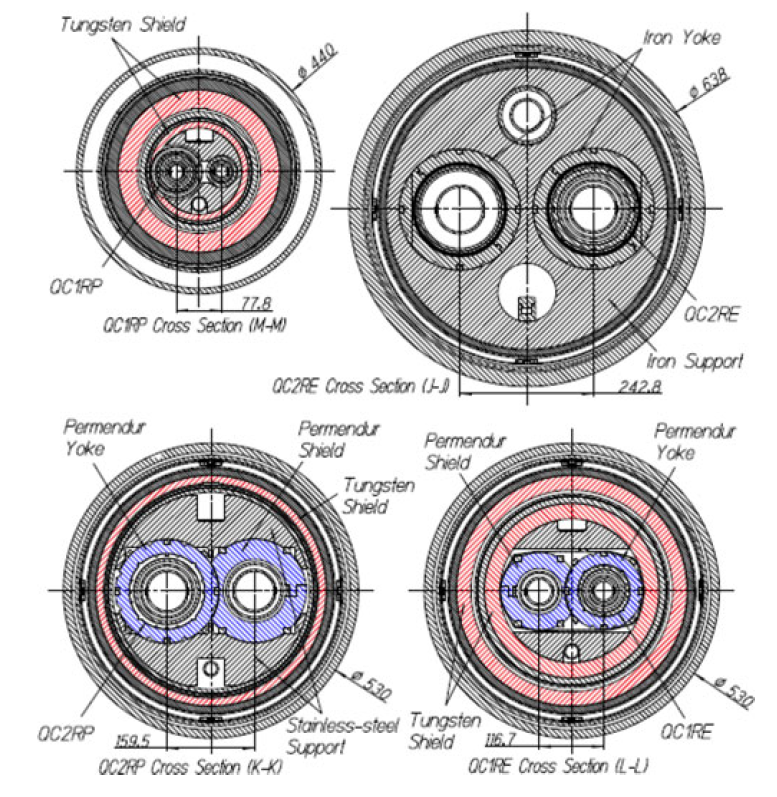 Tungsten Shield
ø 440
QC1RP
77.8
QC1RP Cross Section (M-M)
Iron Yoke
ø 638
QC2RE
Iron Support
QC2RE Cross Section (J-J)
242.8
Permendur
Yoke
Permendur
Shield
Tungsten
Shield
ø 530
QC2RP
159.5
Stainless-steel
Support
QC2RP Cross Section (K-K)
Permendur
Shield
Permendur
Yoke
ø 530
Tungsten
Shield
116.7
QC1RE
QC1RE Cross Section (L-L)